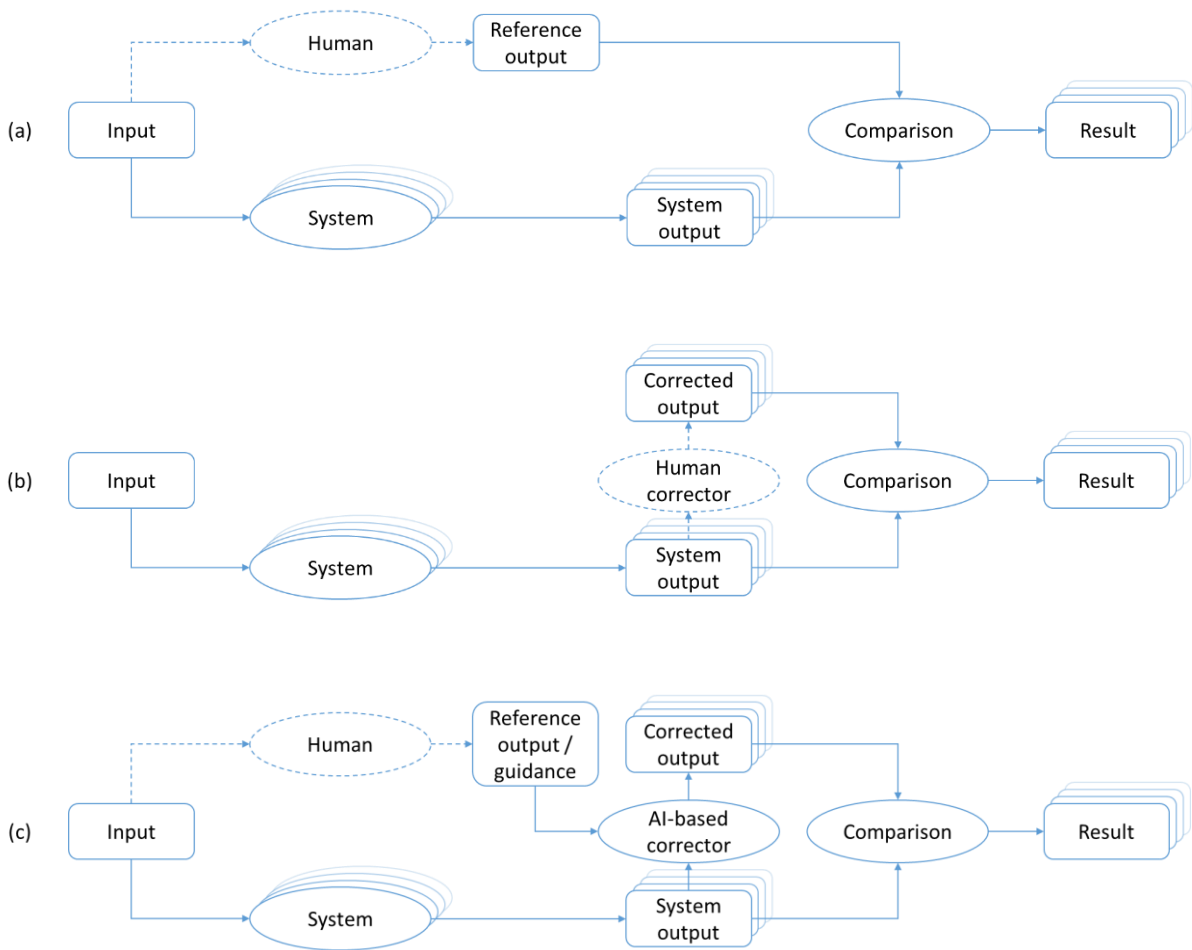 Human
Reference
output
(a)
Input
Comparison
Result
System
System
output
Corrected
output
(b)
Input
Human
corrector
Comparison
Result
System
System
output
Human
Reference
output /
guidance
Corrected
output
(c)
Input
AI-based
corrector
Comparison
Result
System
System
output